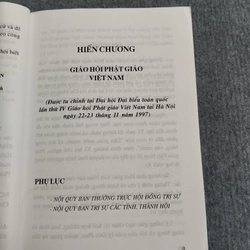 HIẾN CHƯƠNG
GIÁO HỘI PHẬT GIÁO
VIỆT NAM
(Được tu chỉnh tại Đại hội Đại biểu toàn quốc
lần thứ IV Giáo hội Phật giáo Việt Nam tại Hà Nội
ngày 22-23 tháng 11 năm 1997)
PHỤ LỤC
- NỘI QUY BAN THƯỜNG TRỰC HỘI ĐỒNG TRỊ SỰ
- NỘI QUY BAN TRỊ SỰ CÁC TỈNH, THÀNH HỘI